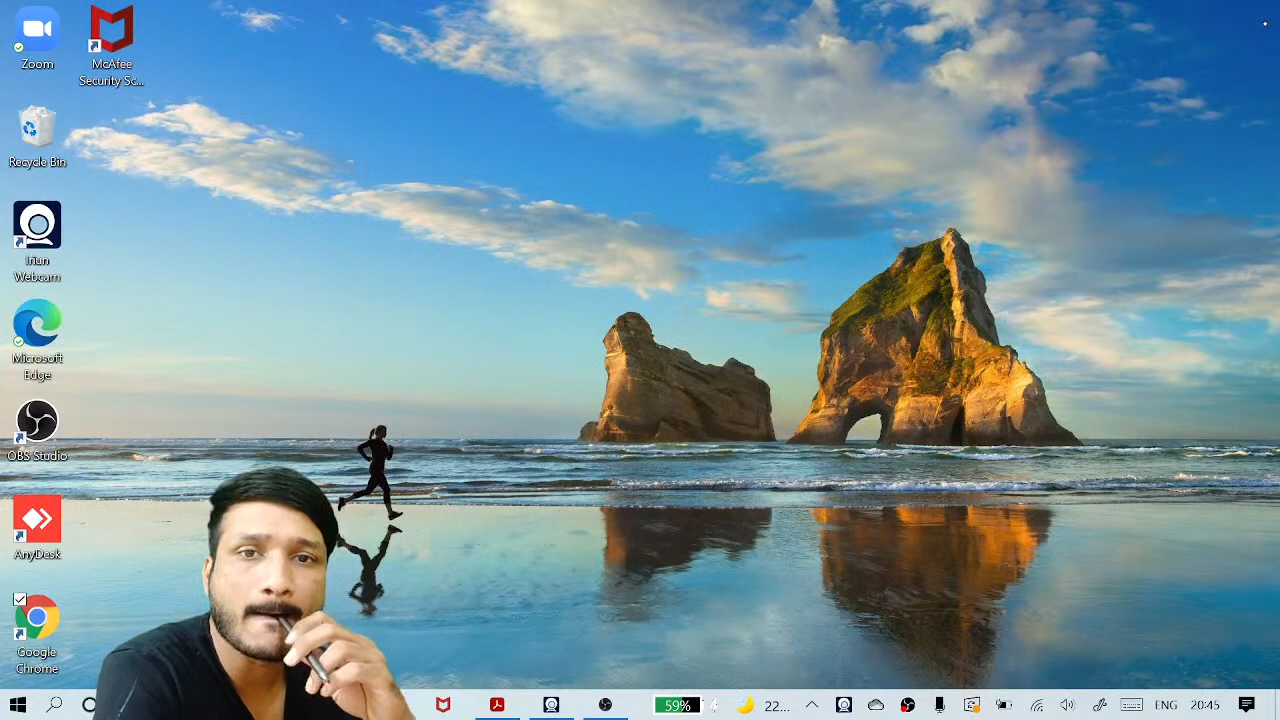 Zoom
McAfee
Security Sc...
Recycle Bin
Iriun
Webcam
Microsoft
Edge
OBS Studio
AnyDesk
Google
Chrome
59%
22...
ENG
20:45